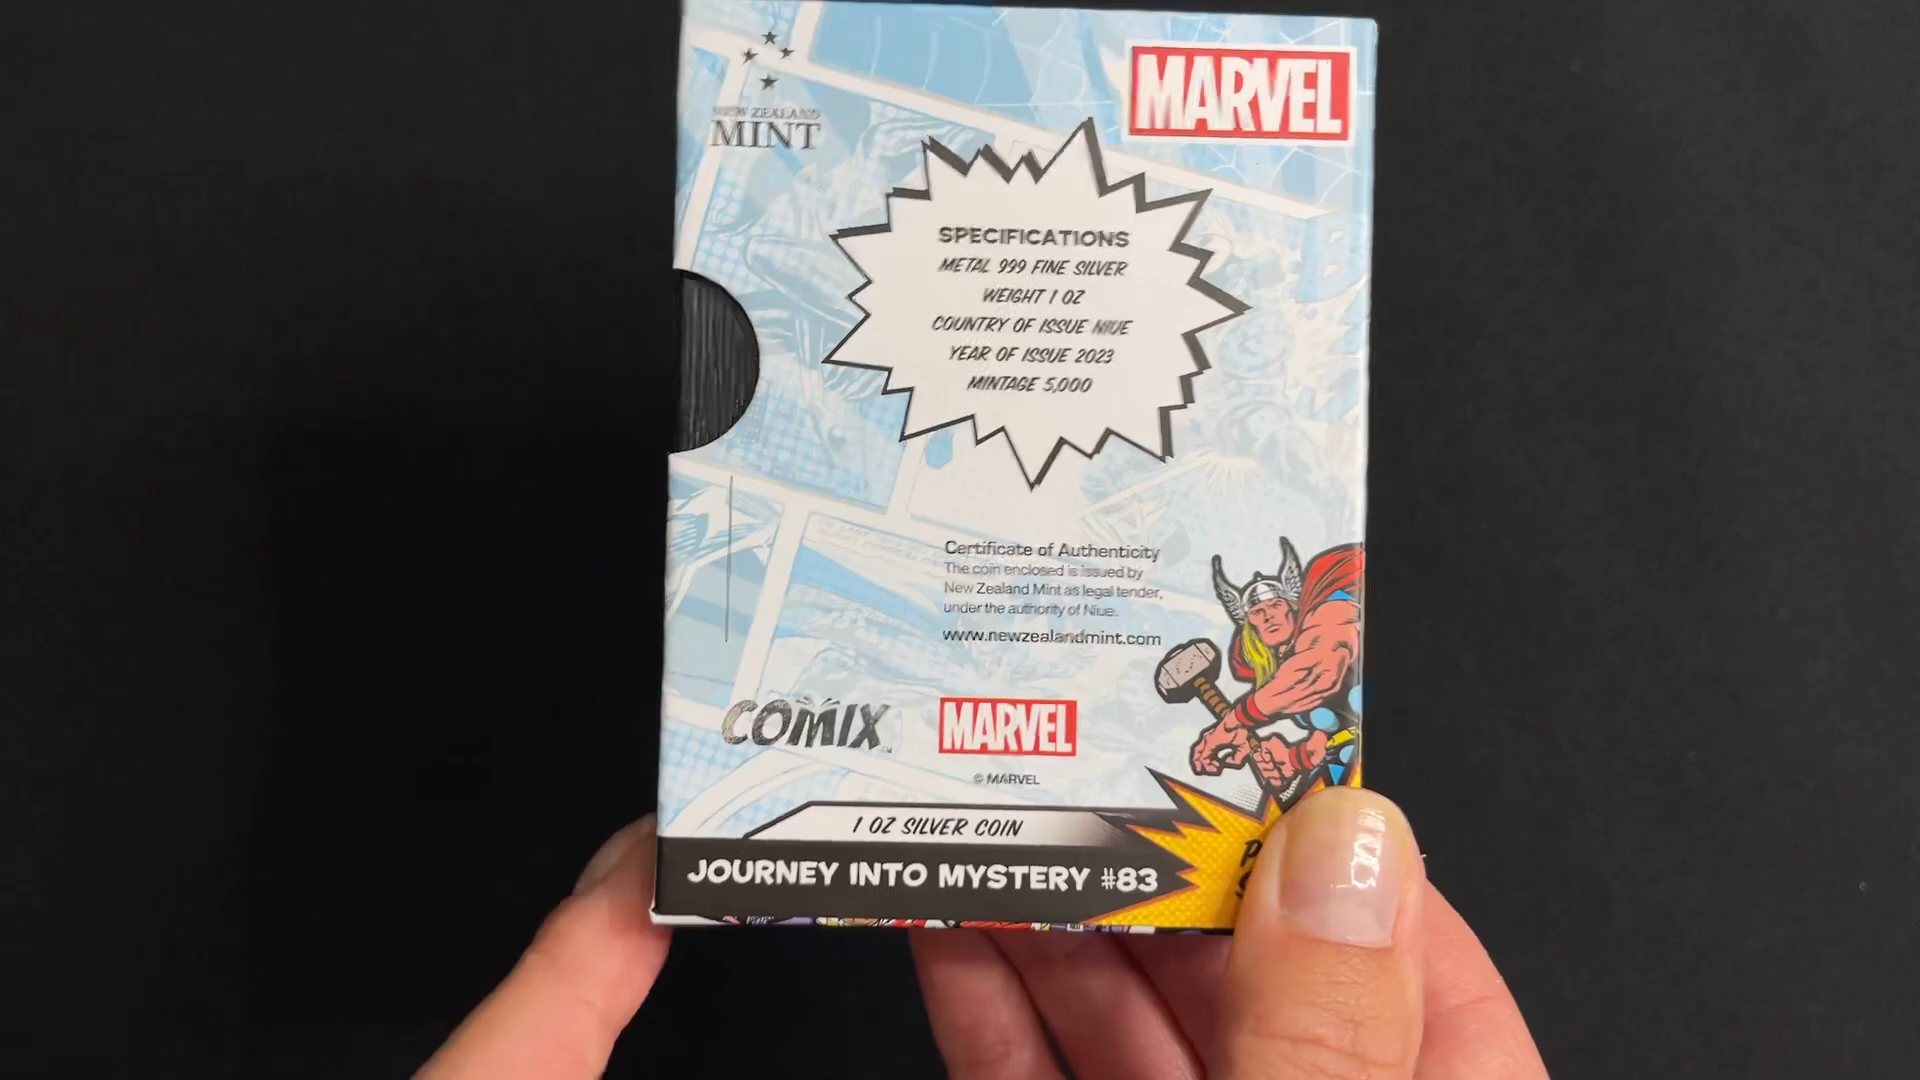 NEW ZEALAND
MINT
MARVEL
SPECIFICATIONS
METAL 999 FINE SILVER
WEIGHT 1 OZ
COUNTRY OF ISSUE NIUE
YEAR OF ISSUE 2023
MINTAGE 5,000
Certificate of Authenticity
The coin enclosed is issued by
New Zealand Mint as legal tender,
under the authority of Niue.
www.newzealandmint.com
COMIX™
MARVEL
© MARVEL
1 OZ SILVER COIN
JOURNEY INTO MYSTERY #83